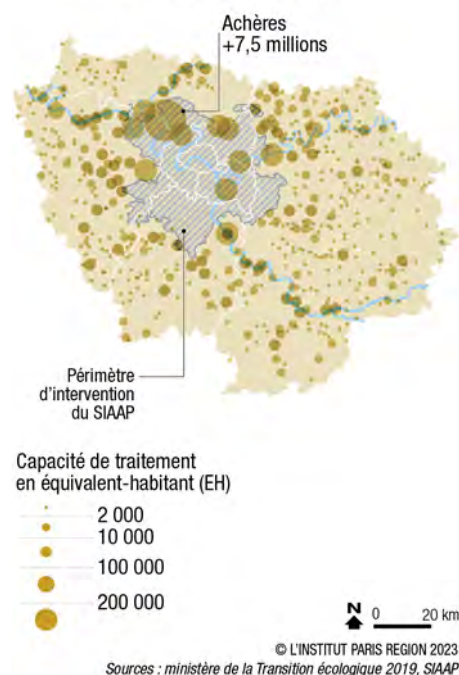 Achères
+7,5 millions
Périmètre
d'intervention
du SIAAP
Capacité de traitement
en équivalent-habitant (EH)
2 000
10 000
100 000
200 000
N 0 20 km
© L'INSTITUT PARIS REGION 2023
Sources : ministère de la Transition écologique 2019, SIAAP